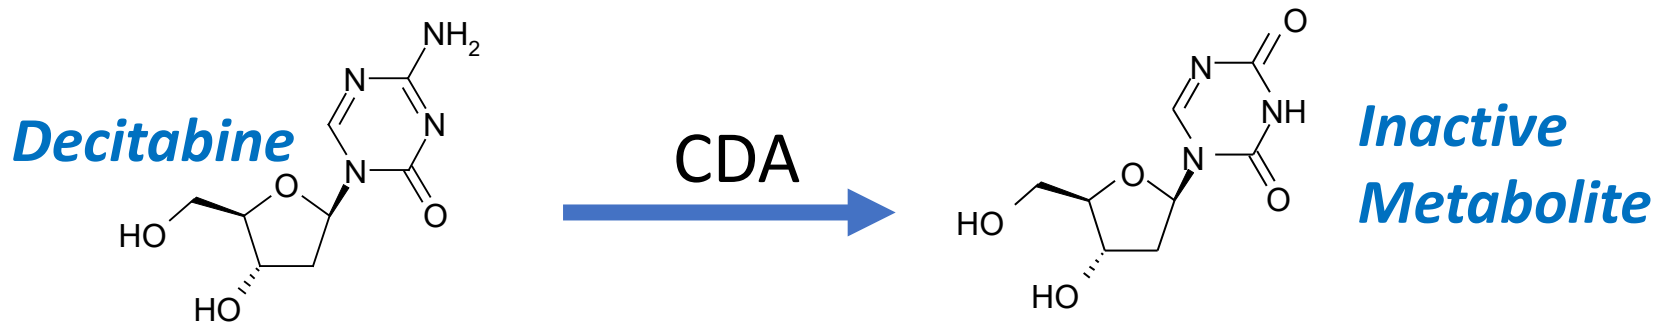 Decitabine
NH2
N
N
N
O
O
HO
HO
CDA
O
N
NH
N
O
O
HO
HO
Inactive
Metabolite